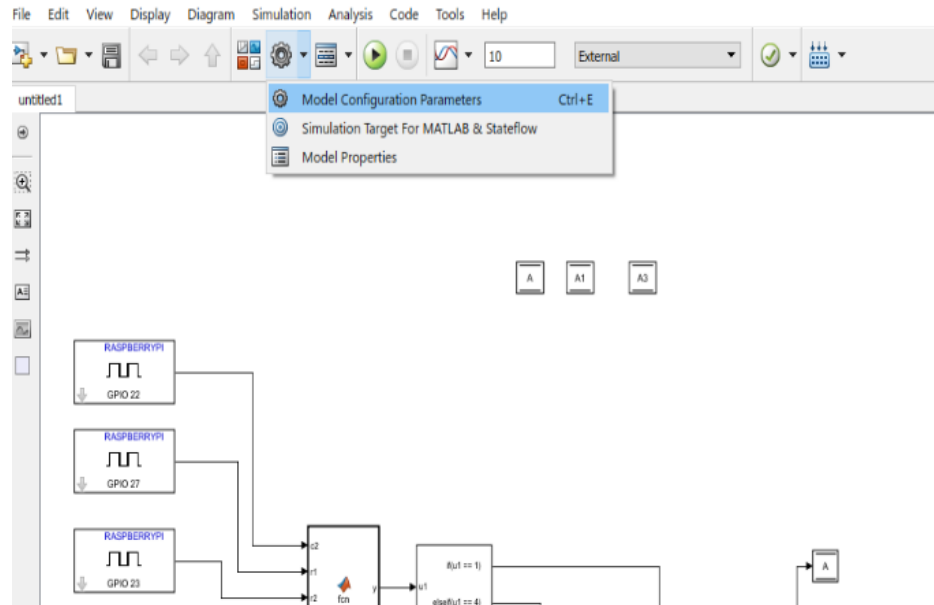 File Edit View Display Diagram Simulation Analysis Code Tools Help
10 External
untitled1
Model Configuration Parameters Ctrl+E
Simulation Target For MATLAB & Stateflow
Model Properties
A A1 A3
RASPBERRYPI
GPIO 22
RASPBERRYPI
GPIO 27
RASPBERRYPI
GPIO 23
c2
r1
r2
fcn
y
u1
if(u1 == 1)
elseif(u1 == 4)
A